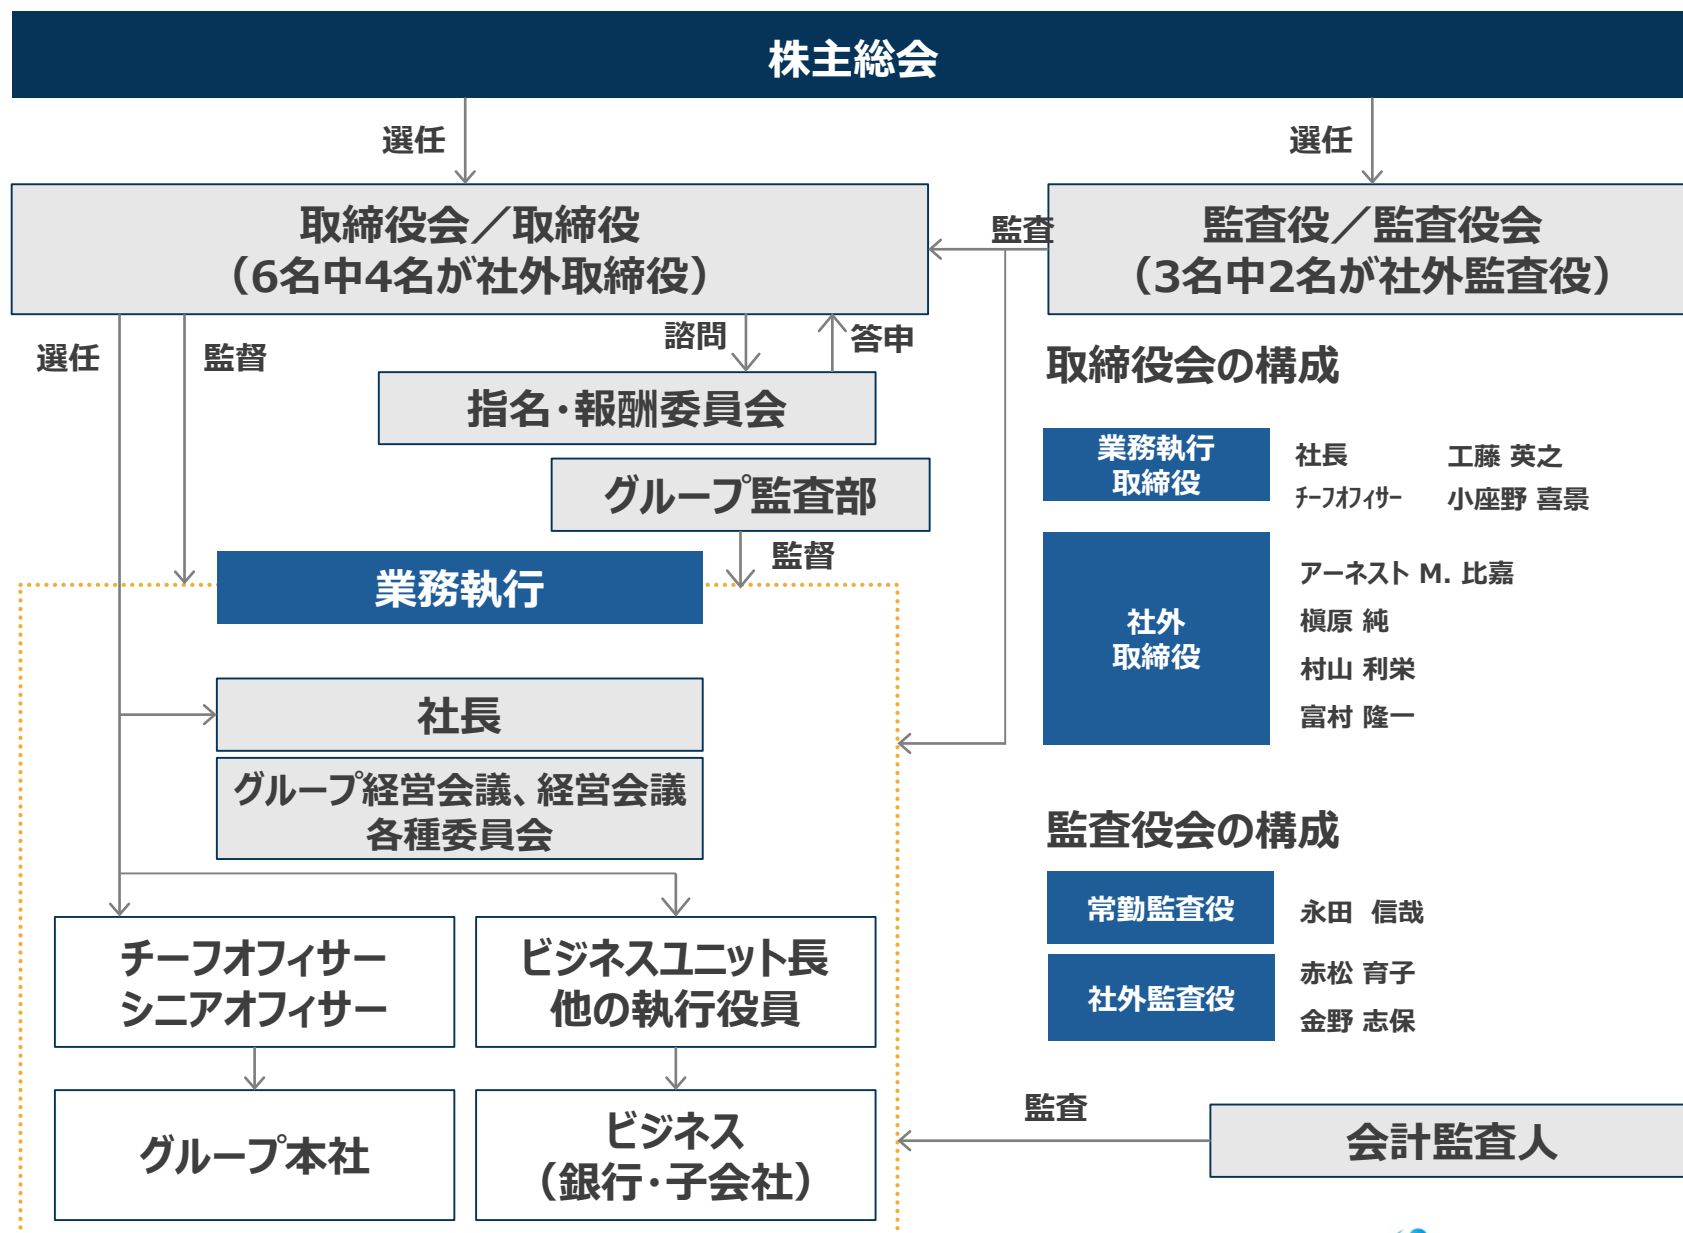 株主総会
選任
選任
取締役会／取締役
（6名中4名が社外取締役）
監査
監査役／監査役会
（3名中2名が社外監査役）
選任
監督
諮問
答申
指名・報酬委員会
グループ監査部
監督
業務執行
社長
グループ経営会議、経営会議
各種委員会
チーフオフィサー
シニアオフィサー
ビジネスユニット長
他の執行役員
グループ本社
ビジネス
（銀行・子会社）
取締役会の構成
業務執行
取締役
社長 工藤 英之
ﾁｰﾌｵﾌｨｻｰ 小座野 喜景
社外
取締役
アーネスト M. 比嘉
槇原 純
村山 利栄
富村 隆一
監査役会の構成
常勤監査役
永田 信哉
社外監査役
赤松 育子
金野 志保
監査
会計監査人